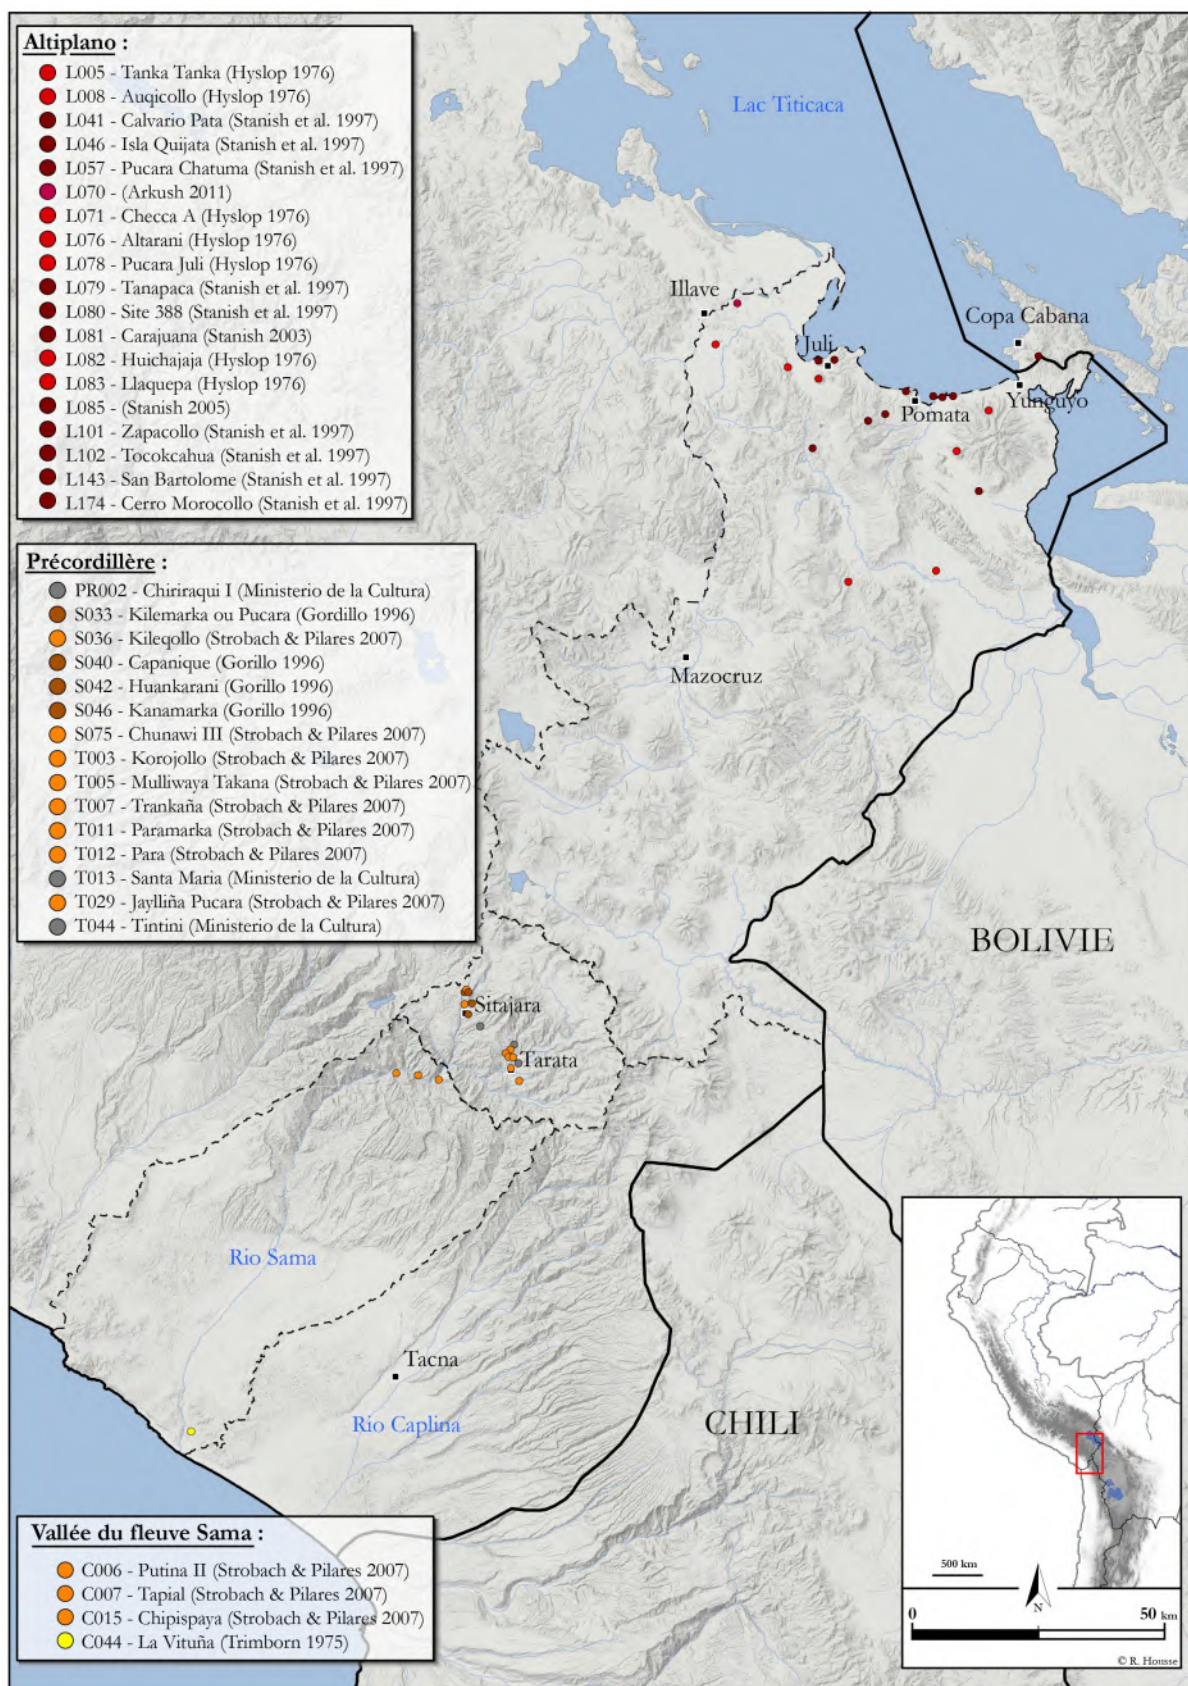 Altiplano :
L005 - Tanka Tanka (Hyslop 1976)
L008 - Auqicollo (Hyslop 1976)
L041 - Calvario Pata (Stanish et al. 1997)
L046 - Isla Quijata (Stanish et al. 1997)
L057 - Pucara Chatuma (Stanish et al. 1997)
L070 - (Arkush 2011)
L071 - Checca A (Hyslop 1976)
L076 - Altarani (Hyslop 1976)
L078 - Pucara Juli (Hyslop 1976)
L079 - Tanapaca (Stanish et al. 1997)
L080 - Site 388 (Stanish et al. 1997)
L081 - Carajuana (Stanish 2003)
L082 - Huichajaja (Hyslop 1976)
L083 - Llaquepa (Hyslop 1976)
L085 - (Stanish 2005)
L101 - Zapacollo (Stanish et al. 1997)
L102 - Tocokcahua (Stanish et al. 1997)
L143 - San Bartolome (Stanish et al. 1997)
L174 - Cerro Morocollo (Stanish et al. 1997)
Lac Titicaca
Illave
Copa Cabana
Juli
Pomata
Yunguyo
Précordillère :
PR002 - Chiriraqui I (Ministerio de la Cultura)
S033 - Kilemarka ou Pucara (Gordillo 1996)
S036 - Kileqollo (Strobach & Pilares 2007)
S040 - Capanique (Gorillo 1996)
S042 - Huankarani (Gorillo 1996)
S046 - Kanamarka (Gorillo 1996)
S075 - Chunawi III (Strobach & Pilares 2007)
T003 - Korojollo (Strobach & Pilares 2007)
T005 - Mulliwaya Takana (Strobach & Pilares 2007)
T007 - Trankaña (Strobach & Pilares 2007)
T011 - Paramarka (Strobach & Pilares 2007)
T012 - Para (Strobach & Pilares 2007)
T013 - Santa Maria (Ministerio de la Cultura)
T029 - Jaylliña Pucara (Strobach & Pilares 2007)
T044 - Tintini (Ministerio de la Cultura)
Mazocruz
BOLIVIE
Sitajara
Tarata
Rio Sama
Tacna
Rio Caplina
CHILI
Vallée du fleuve Sama :
C006 - Putina II (Strobach & Pilares 2007)
C007 - Tapial (Strobach & Pilares 2007)
C015 - Chipispaya (Strobach & Pilares 2007)
C044 - La Vituña (Trimborn 1975)
500 km
N
0 50 km
© R. Housse